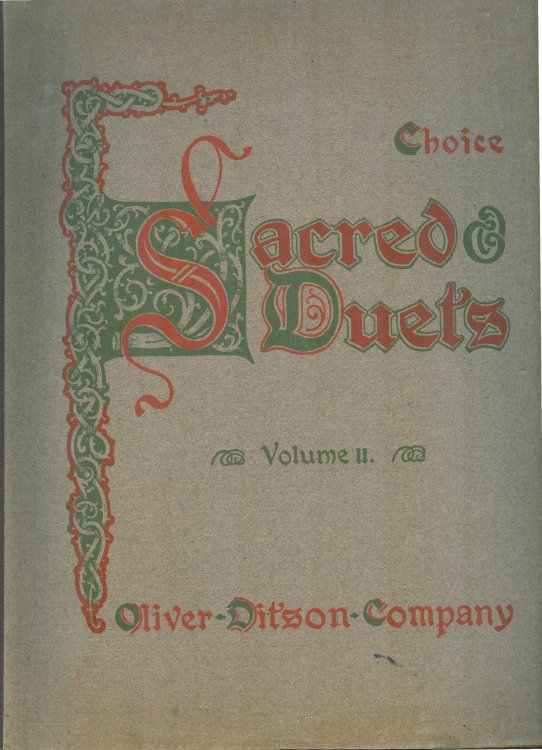 Choice
Sacred
Duets
Volume II.
Oliver-Ditson-Company